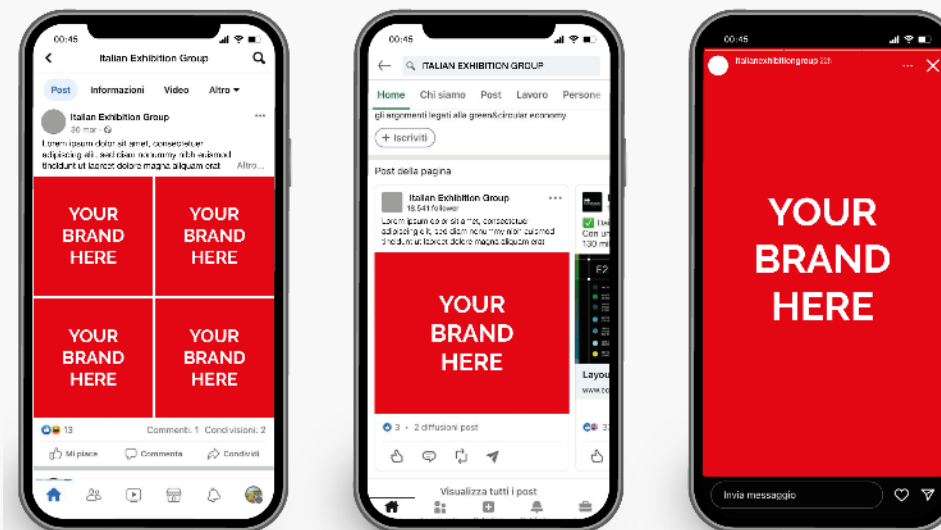 00:45
Italian Exhibition Group
Post Informazioni Video Altro
Italian Exhibition Group
30 mar
Lorem ipsum dolor sit amet, consectetuer
adipiscing elit, sed diam nonummy nibh euismod
tincidunt ut laoreet dolore magna aliquam erat Altro...
YOUR
BRAND
HERE
YOUR
BRAND
HERE
YOUR
BRAND
HERE
YOUR
BRAND
HERE
13 Commenti: 1 Condivisioni: 2
Mi piace Commenta Condividi
00:45
ITALIAN EXHIBITION GROUP
Home Chi siamo Post Lavoro Persone
gli argomenti legati alla green&circular economy.
+ Iscriviti
Post della pagina
Italian Exhibition Group
18.541 follower
Lorem ipsum dolor sit amet, consectetuer
adipiscing elit, sed diam nonummy nibh euismod
tincidunt ut laoreet dolore magna aliquam erat
YOUR
BRAND
HERE
3 • 2 diffusioni post
Con un
130 mi
E2
Layou
Visualizza tutti i post
00:45
italianexhibitiongroup 22h
YOUR
BRAND
HERE
Invia messaggio